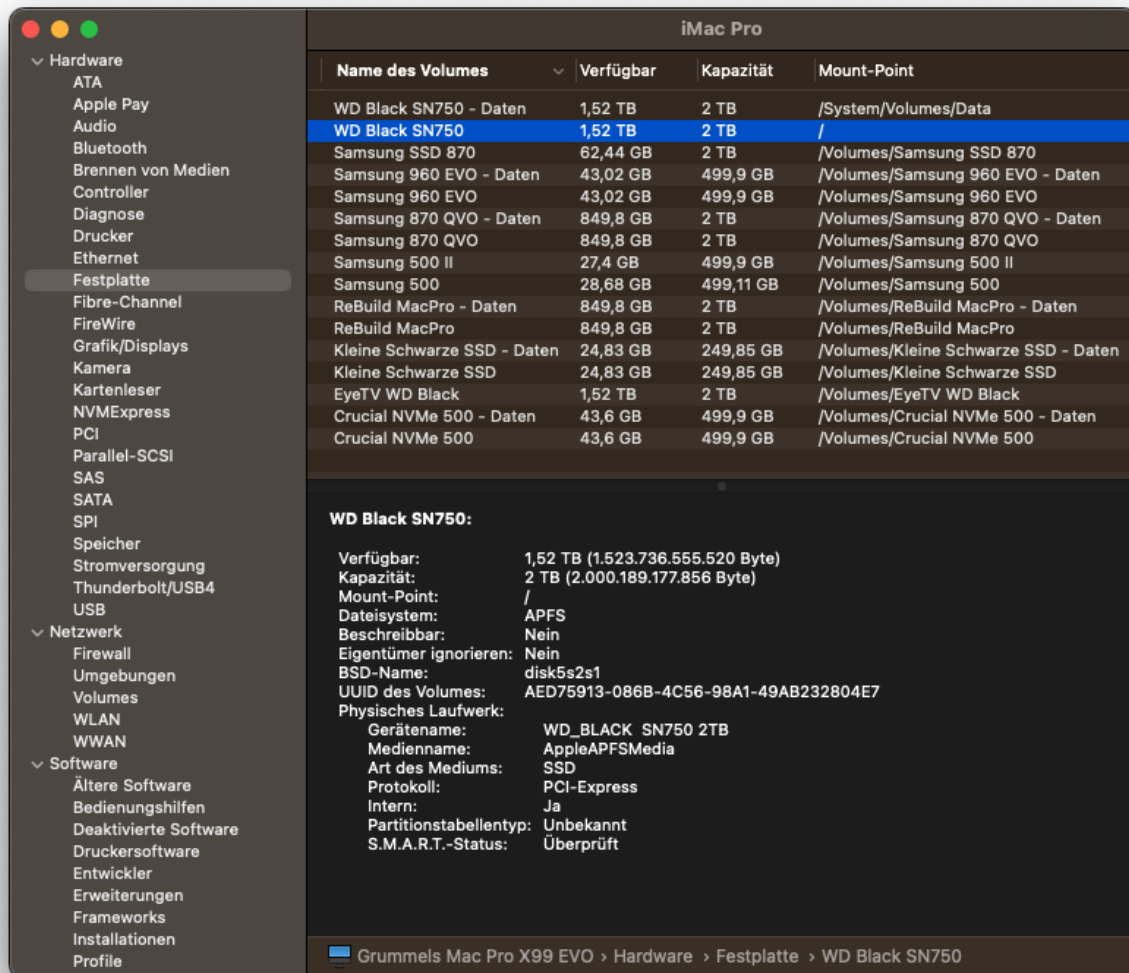 iMac Pro
Hardware
ATA
Apple Pay
Audio
Bluetooth
Brennen von Medien
Controller
Diagnose
Drucker
Ethernet
Festplatte
Fibre-Channel
FireWire
Grafik/Displays
Kamera
Kartenleser
NVMExpress
PCI
Parallel-SCSI
SAS
SATA
SPI
Speicher
Stromversorgung
Thunderbolt/USB4
USB
Netzwerk
Firewall
Umgebungen
Volumes
WLAN
WWAN
Software
Ältere Software
Bedienungshilfen
Deaktivierte Software
Druckersoftware
Entwickler
Erweiterungen
Frameworks
Installationen
Profile
Name des Volumes Verfügbar Kapazität Mount-Point
WD Black SN750 - Daten 1,52 TB 2 TB /System/Volumes/Data
WD Black SN750 1,52 TB 2 TB /
Samsung SSD 870 62,44 GB 2 TB /Volumes/Samsung SSD 870
Samsung 960 EVO - Daten 43,02 GB 499,9 GB /Volumes/Samsung 960 EVO - Daten
Samsung 960 EVO 43,02 GB 499,9 GB /Volumes/Samsung 960 EVO
Samsung 870 QVO - Daten 849,8 GB 2 TB /Volumes/Samsung 870 QVO - Daten
Samsung 870 QVO 849,8 GB 2 TB /Volumes/Samsung 870 QVO
Samsung 500 II 27,4 GB 499,9 GB /Volumes/Samsung 500 II
Samsung 500 28,68 GB 499,11 GB /Volumes/Samsung 500
ReBuild MacPro - Daten 849,8 GB 2 TB /Volumes/ReBuild MacPro - Daten
ReBuild MacPro 849,8 GB 2 TB /Volumes/ReBuild MacPro
Kleine Schwarze SSD - Daten 24,83 GB 249,85 GB /Volumes/Kleine Schwarze SSD - Daten
Kleine Schwarze SSD 24,83 GB 249,85 GB /Volumes/Kleine Schwarze SSD
EyeTV WD Black 1,52 TB 2 TB /Volumes/EyeTV WD Black
Crucial NVMe 500 - Daten 43,6 GB 499,9 GB /Volumes/Crucial NVMe 500 - Daten
Crucial NVMe 500 43,6 GB 499,9 GB /Volumes/Crucial NVMe 500
WD Black SN750:
Verfügbar: 1,52 TB (1.523.736.555.520 Byte)
Kapazität: 2 TB (2.000.189.177.856 Byte)
Mount-Point: /
Dateisystem: APFS
Beschreibbar: Nein
Eigentümer ignorieren: Nein
BSD-Name: disk5s2s1
UUID des Volumes: AED75913-086B-4C56-98A1-49AB232804E7
Physisches Laufwerk:
Gerätename: WD_BLACK SN750 2TB
Medienname: AppleAPFSMedia
Art des Mediums: SSD
Protokoll: PCI-Express
Intern: Ja
Partitionstabellentyp: Unbekannt
S.M.A.R.T.-Status: Überprüft
Grummels Mac Pro X99 EVO › Hardware › Festplatte › WD Black SN750